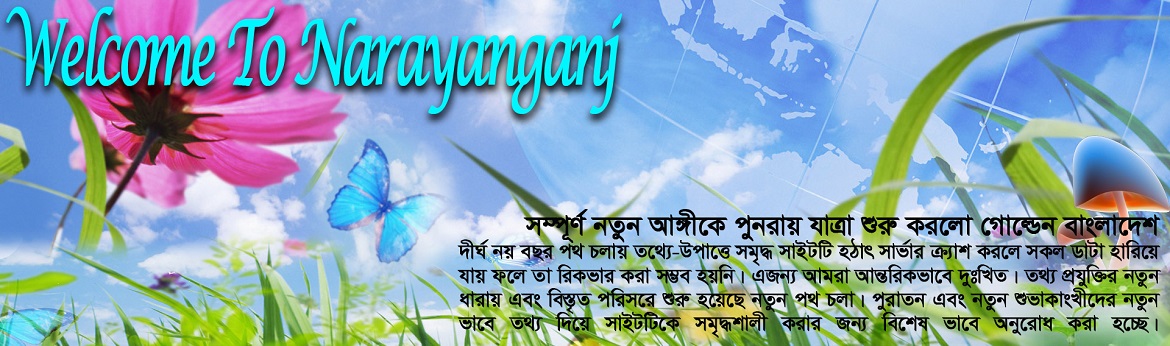 Welcome To Narayanganj
সম্পূর্ণ নতুন আঙ্গীকে পুনরায় যাত্রা শুরু করলো গোল্ডেন বাংলাদেশ
দীর্ঘ নয় বছর পথ চলায় তথ্যে-উপাত্তে সমৃদ্ধ সাইটটি হঠাৎ সার্ভার ক্র্যাশ করলে সকল ডাটা হারিয়ে
যায় ফলে তা রিকভার করা সম্ভব হয়নি। এজন্য আমরা আন্তরিকভাবে দুঃখিত। তথ্য প্রযুক্তির নতুন
ধারায় এবং বিস্তৃত পরিসরে শুরু হয়েছে নতুন পথ চলা। পুরাতন এবং নতুন শুভাকাংখীদের নতুন
ভাবে তথ্য দিয়ে সাইটটিকে সমৃদ্ধশালী করার জন্য বিশেষ ভাবে অনুরোধ করা হচ্ছে।